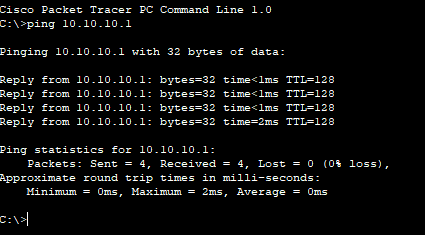 Cisco Packet Tracer PC Command Line 1.0
C:\>ping 10.10.10.1
Pinging 10.10.10.1 with 32 bytes of data:
Reply from 10.10.10.1: bytes=32 time<1ms TTL=128
Reply from 10.10.10.1: bytes=32 time<1ms TTL=128
Reply from 10.10.10.1: bytes=32 time<1ms TTL=128
Reply from 10.10.10.1: bytes=32 time=2ms TTL=128
Ping statistics for 10.10.10.1:
Packets: Sent = 4, Received = 4, Lost = 0 (0% loss),
Approximate round trip times in milli-seconds:
Minimum = 0ms, Maximum = 2ms, Average = 0ms
C:\>